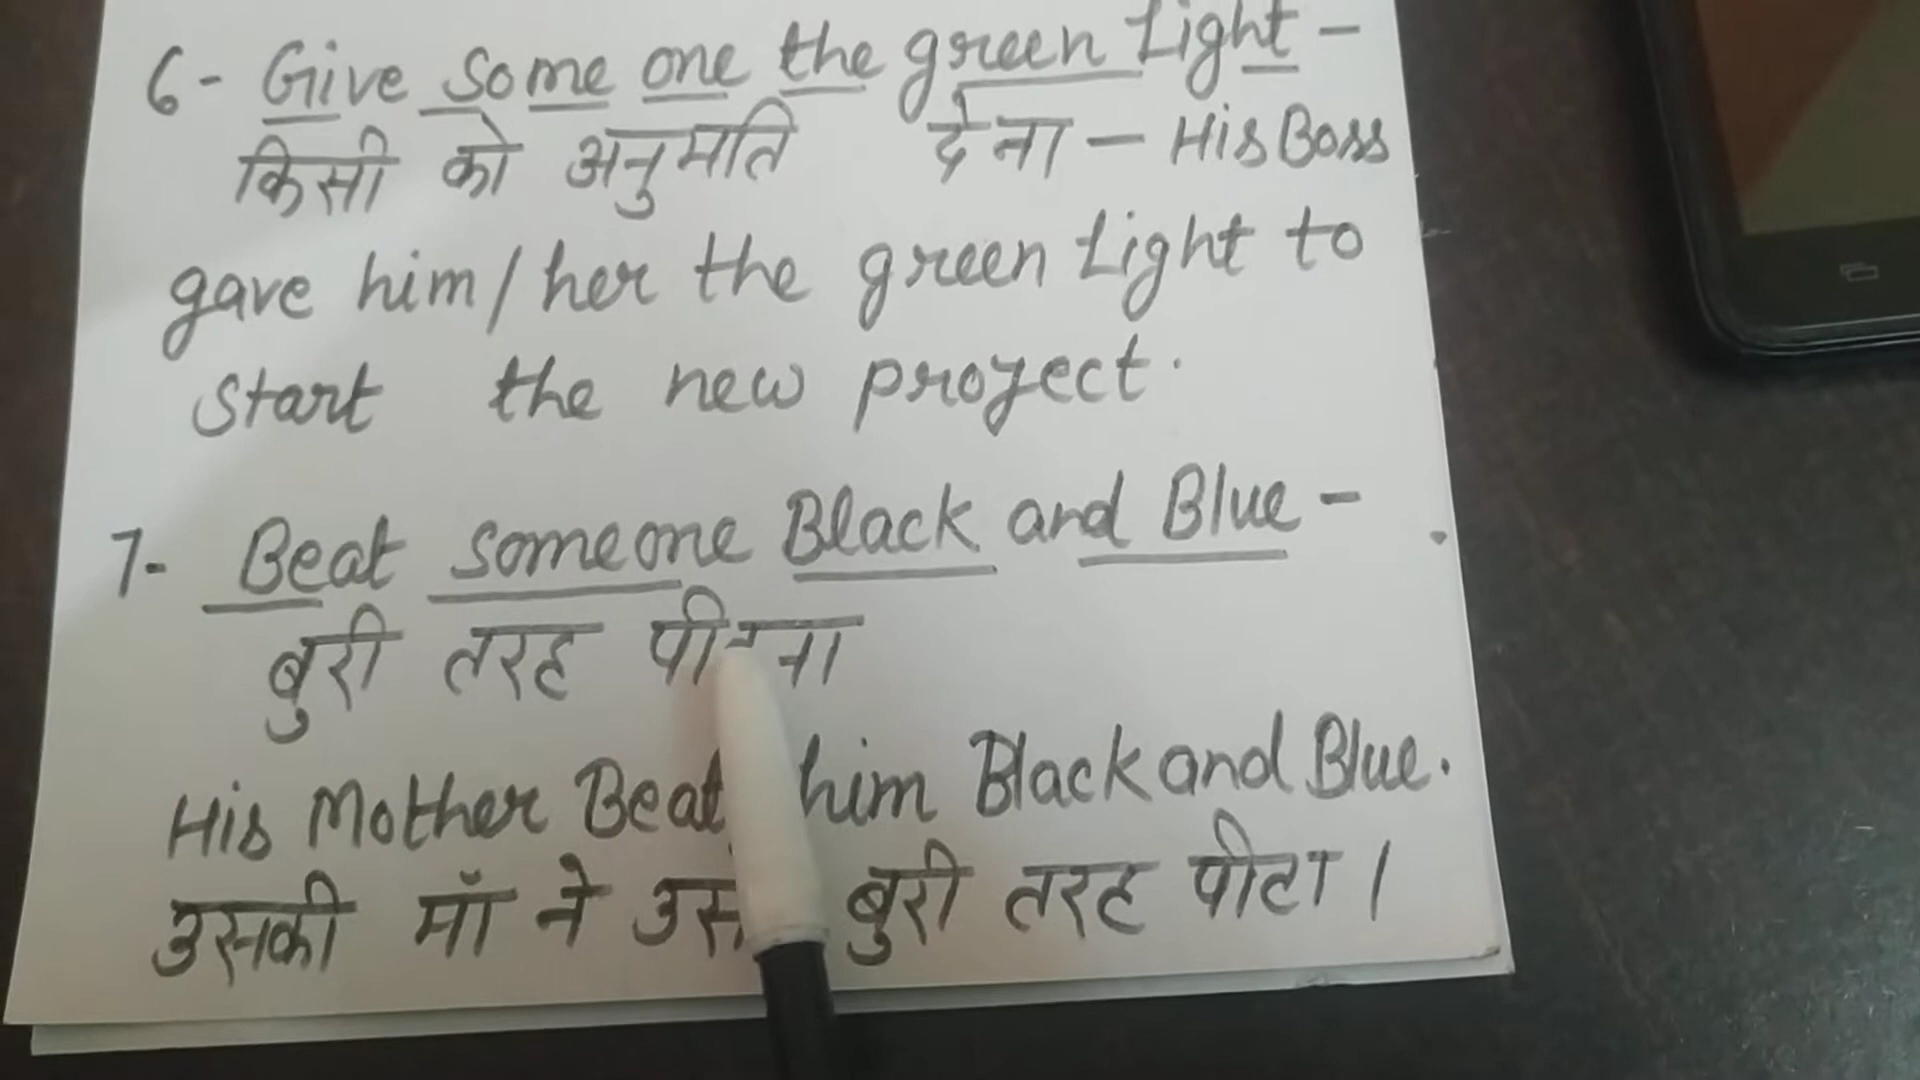 6- Give Some one the green Light -
किसी को अनुमति देना - His Boss
gave him/her the green Light to
Start the new project.
7- Beat someone Black and Blue -
बुरी तरह पीटना
His Mother Beat him Black and Blue.
उसकी माँ ने बुरी तरह पीटा।